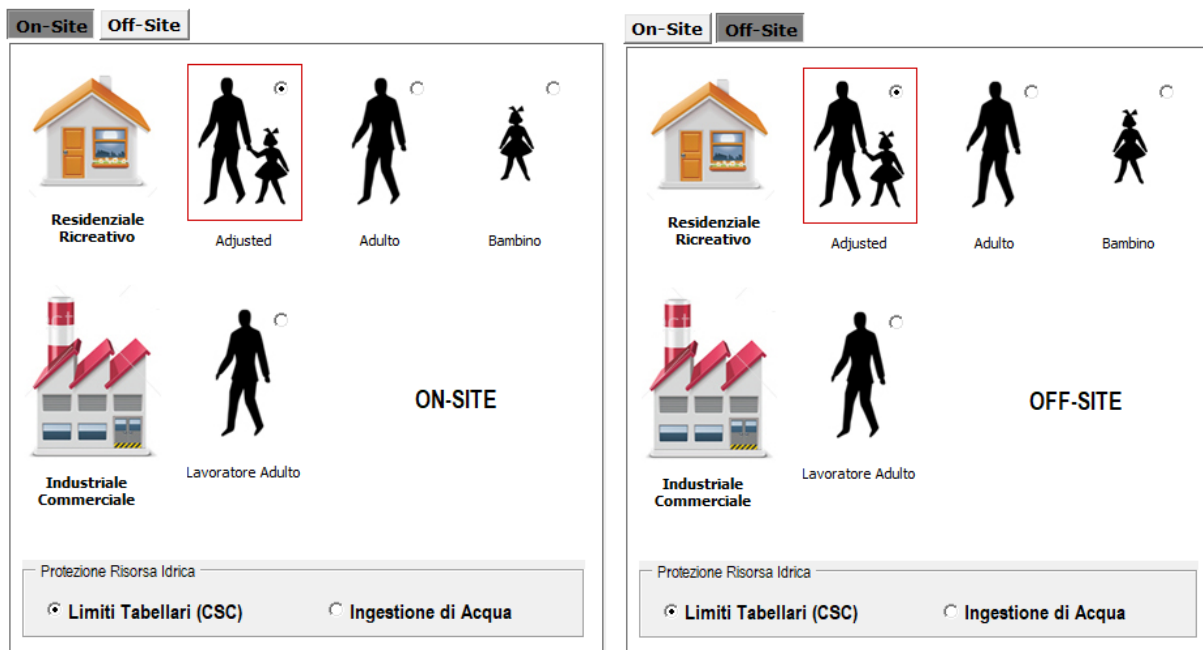 On-Site Off-Site
Residenziale
Ricreativo
Adjusted
Adulto
Bambino
Industriale
Commerciale
Lavoratore Adulto
ON-SITE
Protezione Risorsa Idrica
Limiti Tabellari (CSC) Ingestione di Acqua
On-Site Off-Site
Residenziale
Ricreativo
Adjusted
Adulto
Bambino
Industriale
Commerciale
Lavoratore Adulto
OFF-SITE
Protezione Risorsa Idrica
Limiti Tabellari (CSC) Ingestione di Acqua